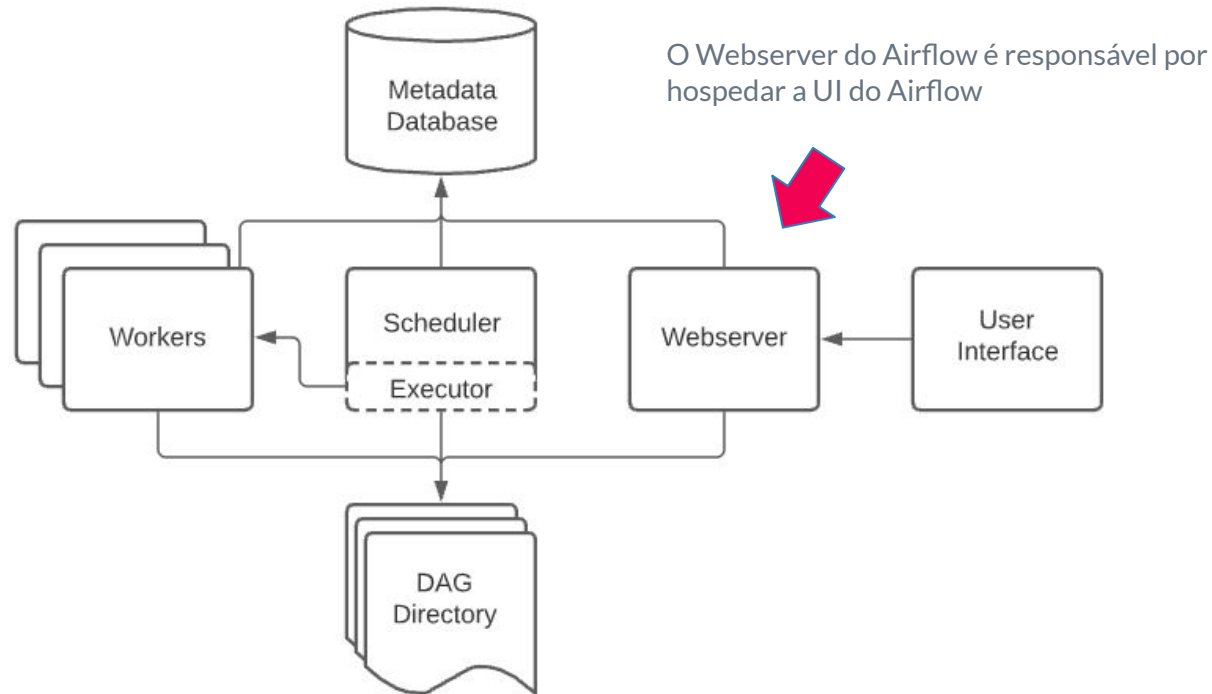 O Webserver do Airflow é responsável por
hospedar a UI do Airflow
Metadata
Database
Workers
Scheduler
Executor
Webserver
User
Interface
DAG
Directory